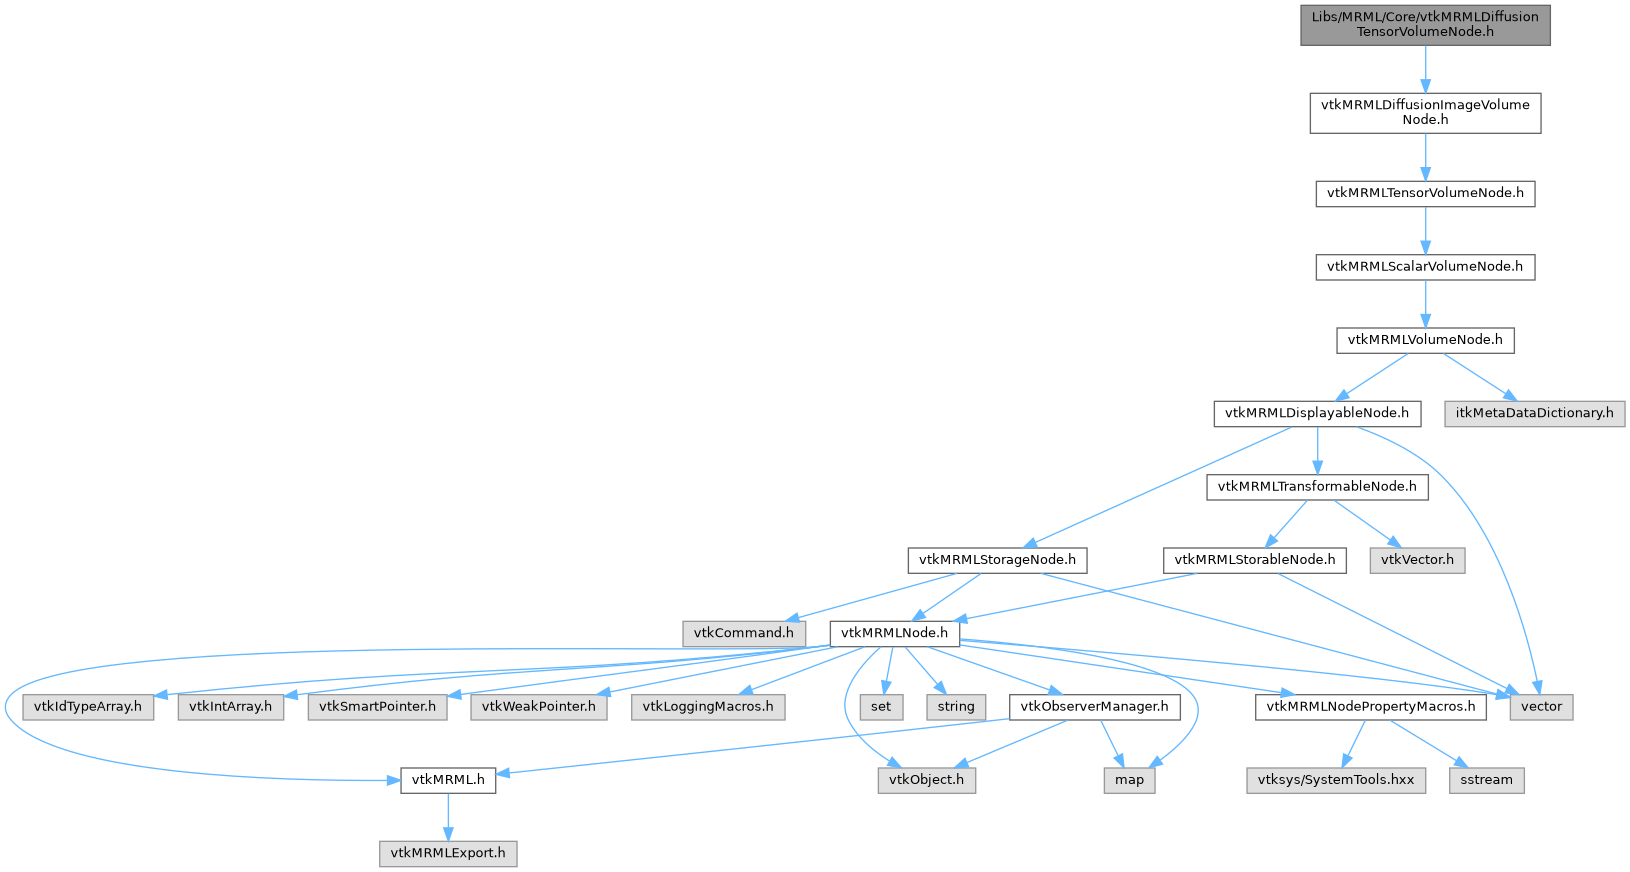 Libs/MRML/Core/vtkMRMLDiffusion
TensorVolumeNode.h
vtkMRMLDiffusionImageVolume
Node.h
vtkMRMLTensorVolumeNode.h
vtkMRMLScalarVolumeNode.h
vtkMRMLVolumeNode.h
vtkMRMLDisplayableNode.h
itkMetaDataDictionary.h
vtkMRMLTransformableNode.h
vtkMRMLStorageNode.h
vtkMRMLStorableNode.h
vtkVector.h
vtkCommand.h
vtkMRMLNode.h
vtkIdTypeArray.h
vtkIntArray.h
vtkSmartPointer.h
vtkWeakPointer.h
vtkLoggingMacros.h
set
string
vtkObserverManager.h
vtkMRMLNodePropertyMacros.h
vector
vtkMRML.h
vtkObject.h
map
vtksys/SystemTools.hxx
sstream
vtkMRMLExport.h